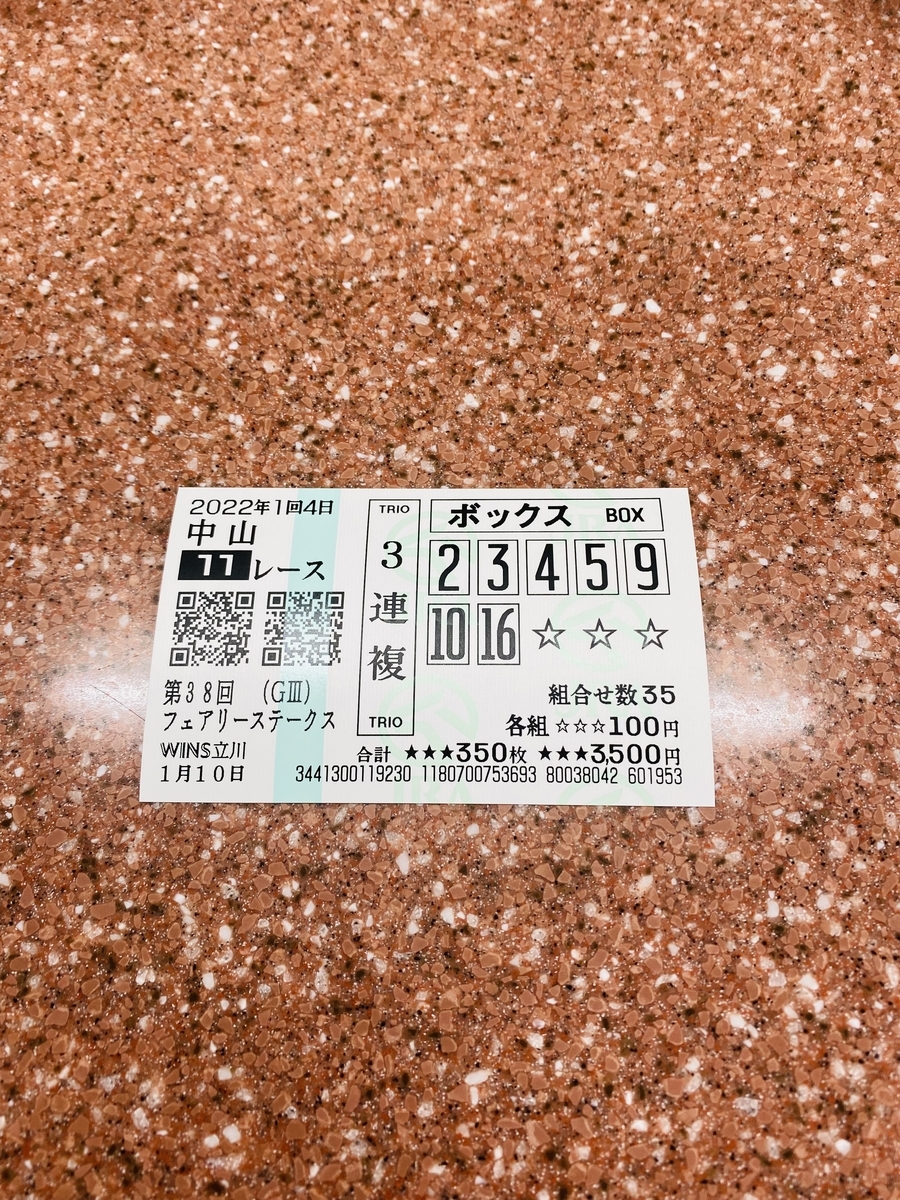 2022年1回4日
中山
11レース
第38回 (GⅢ)
フェアリーステークス
WINS立川
1月10日
TRIO
3連複
TRIO
ボックス BOX
2 3 4 5 9
10 16 ☆ ☆ ☆
組合せ数35
各組 ☆☆☆100円
合計 ★★★350枚 ★★★3,500円
3441300119230 1180700753693 80038042 601953
JRA